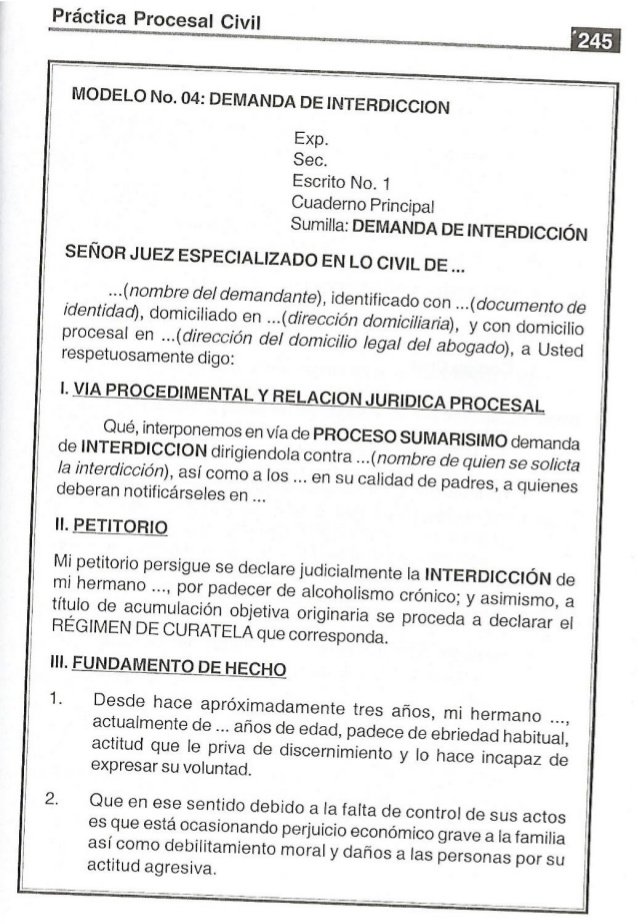 Práctica Procesal Civil
245
MODELO No. 04: DEMANDA DE INTERDICCION
Exp.
Sec.
Escrito No. 1
Cuaderno Principal
Sumilla: DEMANDA DE INTERDICCIÓN
SEÑOR JUEZ ESPECIALIZADO EN LO CIVIL DE ...
...(nombre del demandante), identificado con ...(documento de
identidad), domiciliado en ...(dirección domiciliaria), y con domicilio
procesal en ...(dirección del domicilio legal del abogado), a Usted
respetuosamente digo:
I. VIA PROCEDIMENTAL Y RELACION JURIDICA PROCESAL
Qué, interponemos en vía de PROCESO SUMARISIMO demanda
de INTERDICCION dirigiendola contra ...(nombre de quien se solicta
la interdicción), así como a los ... en su calidad de padres, a quienes
deberan notificárseles en ...
II. PETITORIO
Mi petitorio persigue se declare judicialmente la INTERDICCIÓN de
mi hermano ..., por padecer de alcoholismo crónico; y asimismo, a
título de acumulación objetiva originaria se proceda a declarar el
RÉGIMEN DE CURATELA que corresponda.
III. FUNDAMENTO DE HECHO
1. Desde hace apróximadamente tres años, mi hermano ...,
actualmente de ... años de edad, padece de ebriedad habitual,
actitud que le priva de discernimiento y lo hace incapaz de
expresar su voluntad.
2. Que en ese sentido debido a la falta de control de sus actos
es que está ocasionando perjuicio económico grave a la familia
así como debilitamiento moral y daños a las personas por su
actitud agresiva.